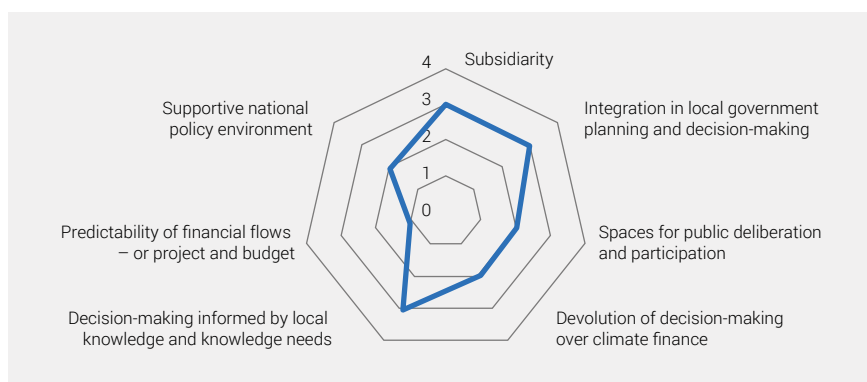 4
Subsidiarity
3
Supportive national
policy environment
Integration in local government
planning and decision-making
2
1
0
Predictability of financial flows
– or project and budget
Spaces for public deliberation
and participation
Decision-making informed by local
knowledge and knowledge needs
Devolution of decision-making
over climate finance